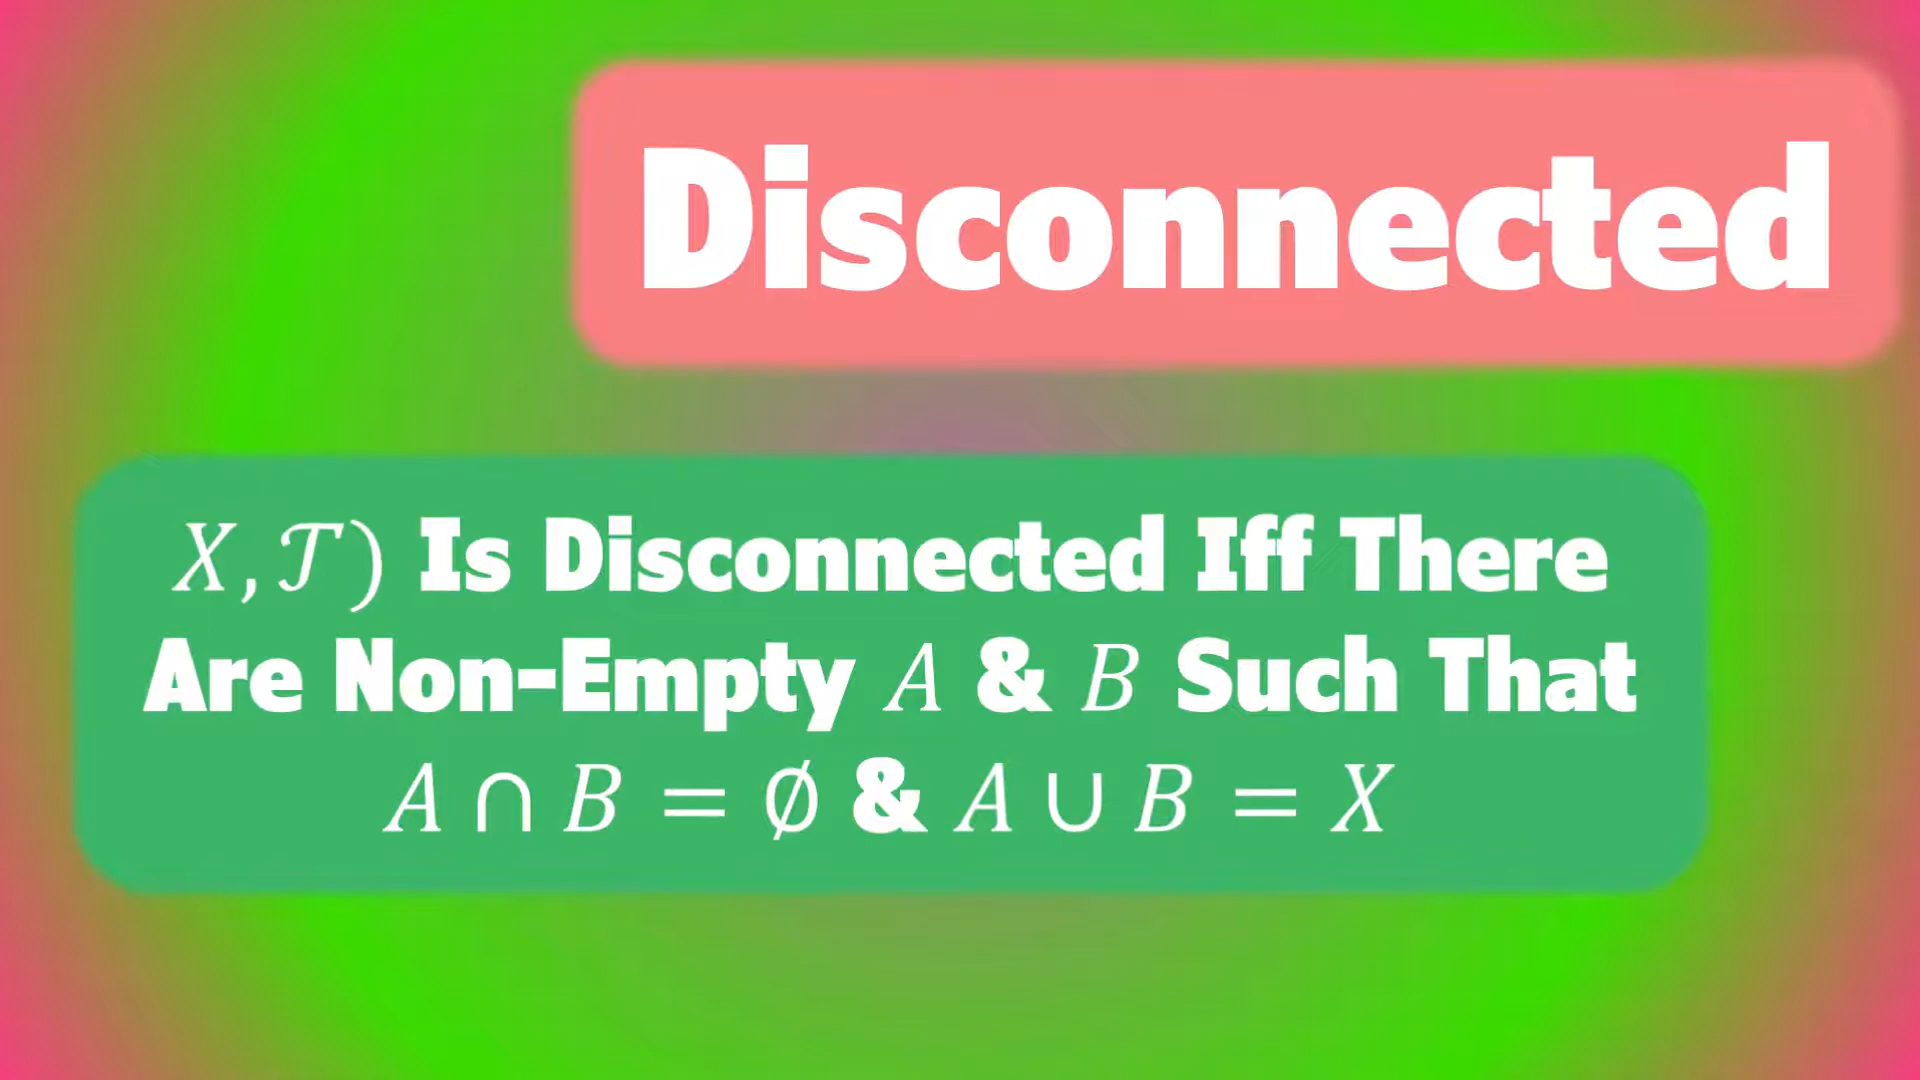 Disconnected
X, 𝒯) Is Disconnected Iff There
Are Non-Empty A & B Such That
A ∩ B = ∅ & A ∪ B = X